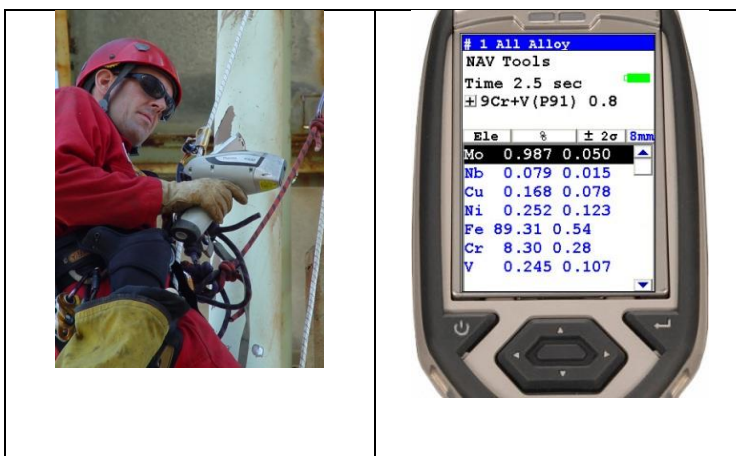 # 1 All Alloy
NAV Tools
Time 2.5 sec
9Cr+V(P91) 0.8
Ele % ± 2σ 8mm
Mo 0.987 0.050
Nb 0.079 0.015
Cu 0.168 0.078
Ni 0.252 0.123
Fe 89.31 0.54
Cr 8.30 0.28
V 0.245 0.107